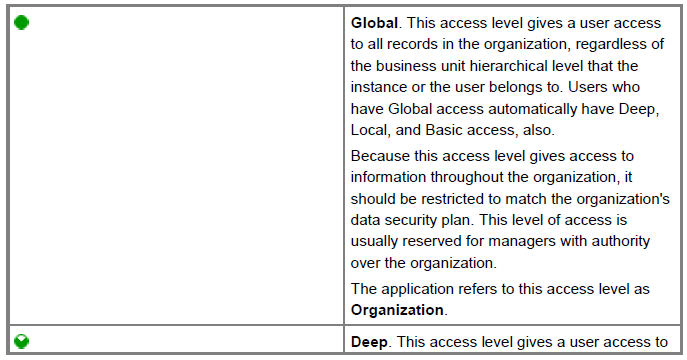 Global. This access level gives a user access
to all records in the organization, regardless of
the business unit hierarchical level that the
instance or the user belongs to. Users who
have Global access automatically have Deep,
Local, and Basic access, also.
Because this access level gives access to
information throughout the organization, it
should be restricted to match the organization's
data security plan. This level of access is
usually reserved for managers with authority
over the organization.
The application refers to this access level as
Organization.
Deep. This access level gives a user access to